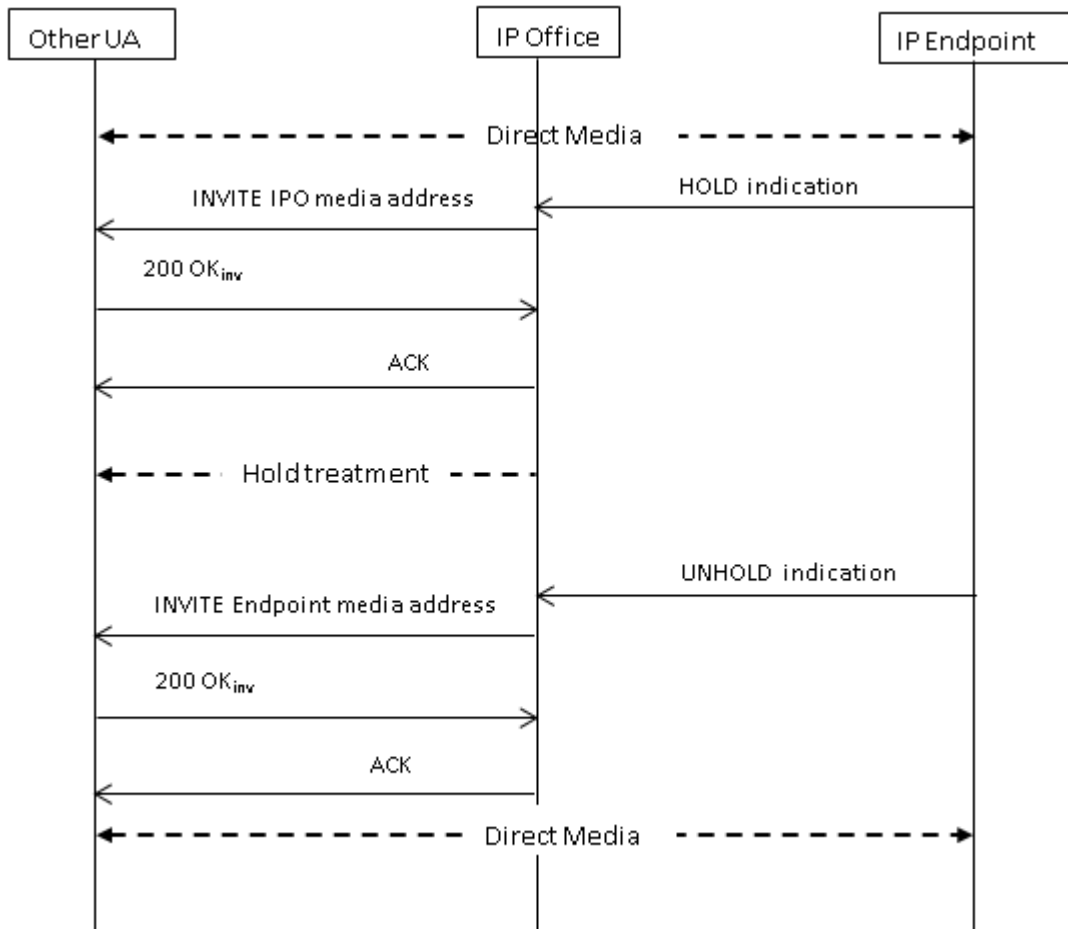 Other UA
IP Office
IP Endpoint
Direct Media
HOLD indication
INVITE IPO media address
200 OKinv
ACK
Hold treatment
UNHOLD indication
INVITE Endpoint media address
200 OKinv
ACK
Direct Media